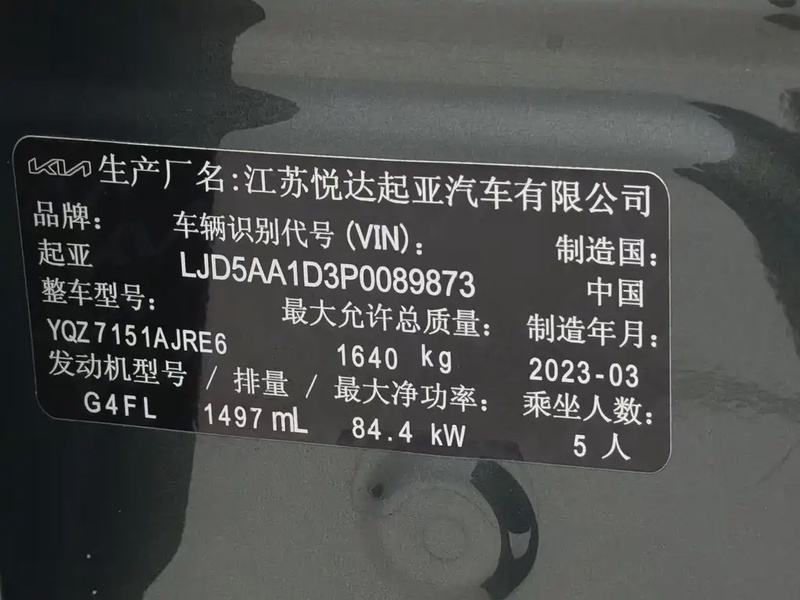 KIA 生产厂名:江苏悦达起亚汽车有限公司
品牌: 车辆识别代号(VIN): 制造国:
起亚 LJD5AA1D3P0089873 中国
整车型号: 最大允许总质量: 制造年月:
YQZ7151AJRE6 1640 kg 2023-03
发动机型号 / 排量 / 最大净功率: 乘坐人数:
G4FL 1497 mL 84.4 kW 5 人